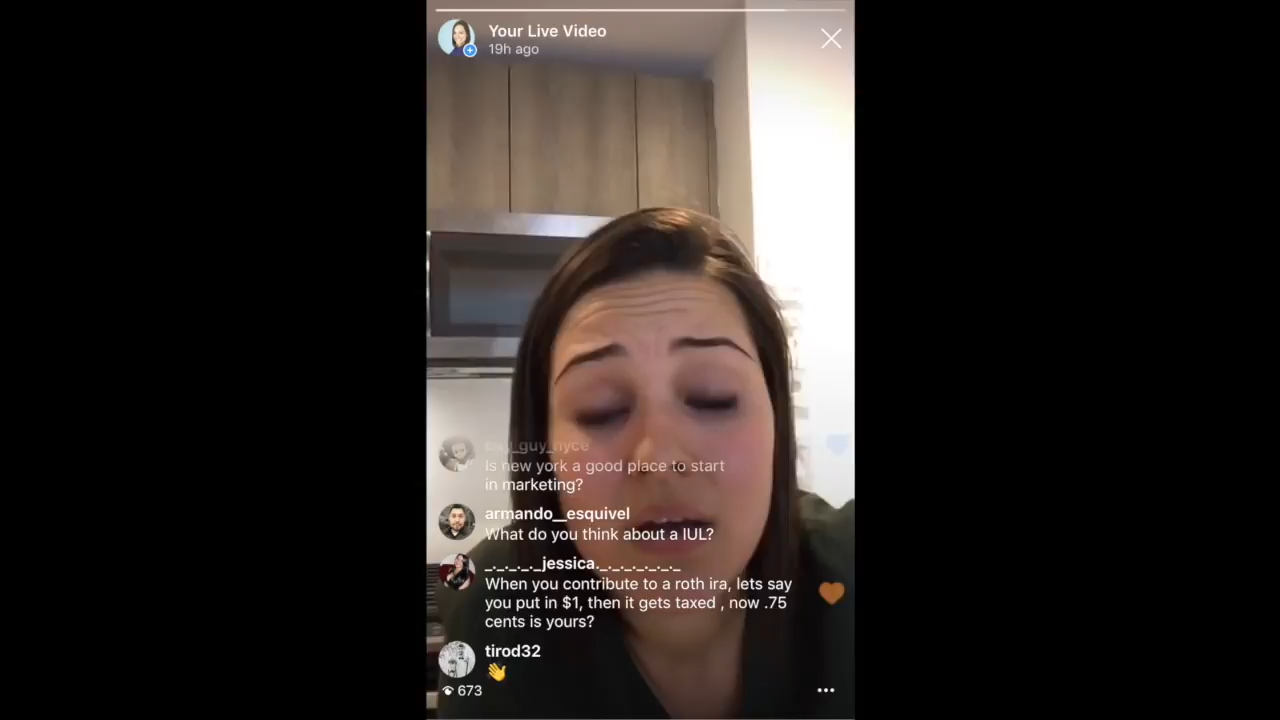 Your Live Video
19h ago
Is new york a good place to start
in marketing?
armando__esquivel
What do you think about a IUL?
_._._._._jessica._._._._._._
When you contribute to a roth ira, lets say
you put in $1, then it gets taxed , now .75
cents is yours?
tirod32
673